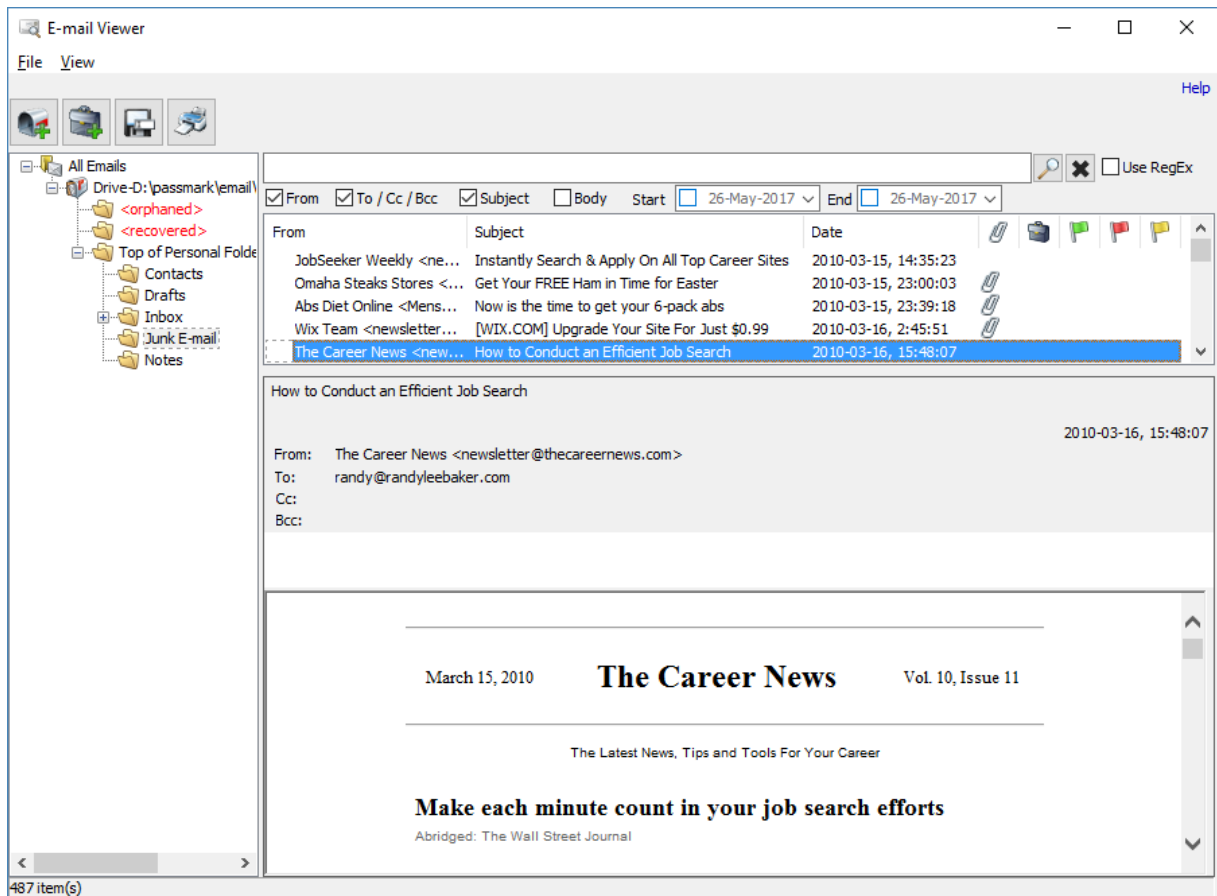 E-mail Viewer
File View
Help
All Emails
Drive-D:\passmark\email\
<orphaned>
<recovered>
Top of Personal Folde
Contacts
Drafts
Inbox
Junk E-mail
Notes
Use RegEx
From To / Cc / Bcc Subject Body Start 26-May-2017 End 26-May-2017
From Subject Date
JobSeeker Weekly <ne... Instantly Search & Apply On All Top Career Sites 2010-03-15, 14:35:23
Omaha Steaks Stores <... Get Your FREE Ham in Time for Easter 2010-03-15, 23:00:03
Abs Diet Online <Mens... Now is the time to get your 6-pack abs 2010-03-15, 23:39:18
Wix Team <newsletter... [WIX.COM] Upgrade Your Site For Just $0.99 2010-03-16, 2:45:51
The Career News <new... How to Conduct an Efficient Job Search 2010-03-16, 15:48:07
How to Conduct an Efficient Job Search
2010-03-16, 15:48:07
From: The Career News <newsletter@thecareernews.com>
To: randy@randyleebaker.com
Cc:
Bcc:
March 15, 2010 The Career News Vol. 10, Issue 11
The Latest News, Tips and Tools For Your Career
Make each minute count in your job search efforts
Abridged: The Wall Street Journal
487 item(s)